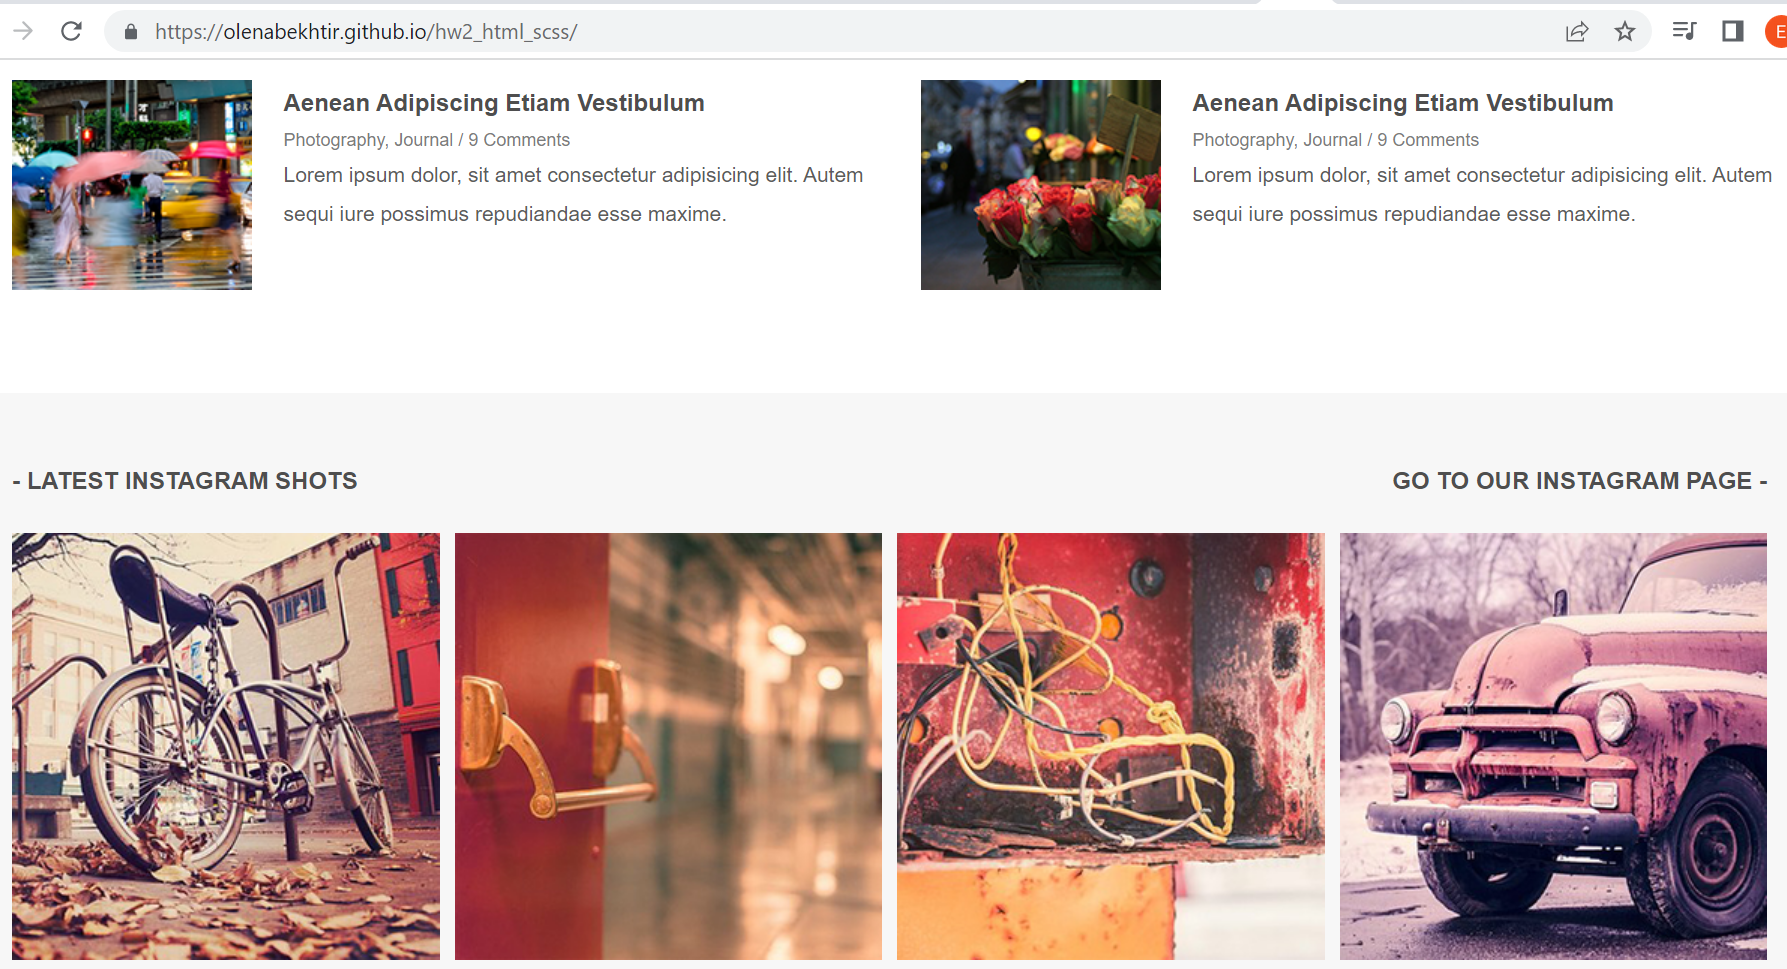 https://olenabekhtir.github.io/hw2_html_scss/
E
Aenean Adipiscing Etiam Vestibulum
Photography, Journal / 9 Comments
Lorem ipsum dolor, sit amet consectetur adipisicing elit. Autem
sequi iure possimus repudiandae esse maxime.
Aenean Adipiscing Etiam Vestibulum
Photography, Journal / 9 Comments
Lorem ipsum dolor, sit amet consectetur adipisicing elit. Autem
sequi iure possimus repudiandae esse maxime.
- LATEST INSTAGRAM SHOTS
GO TO OUR INSTAGRAM PAGE -